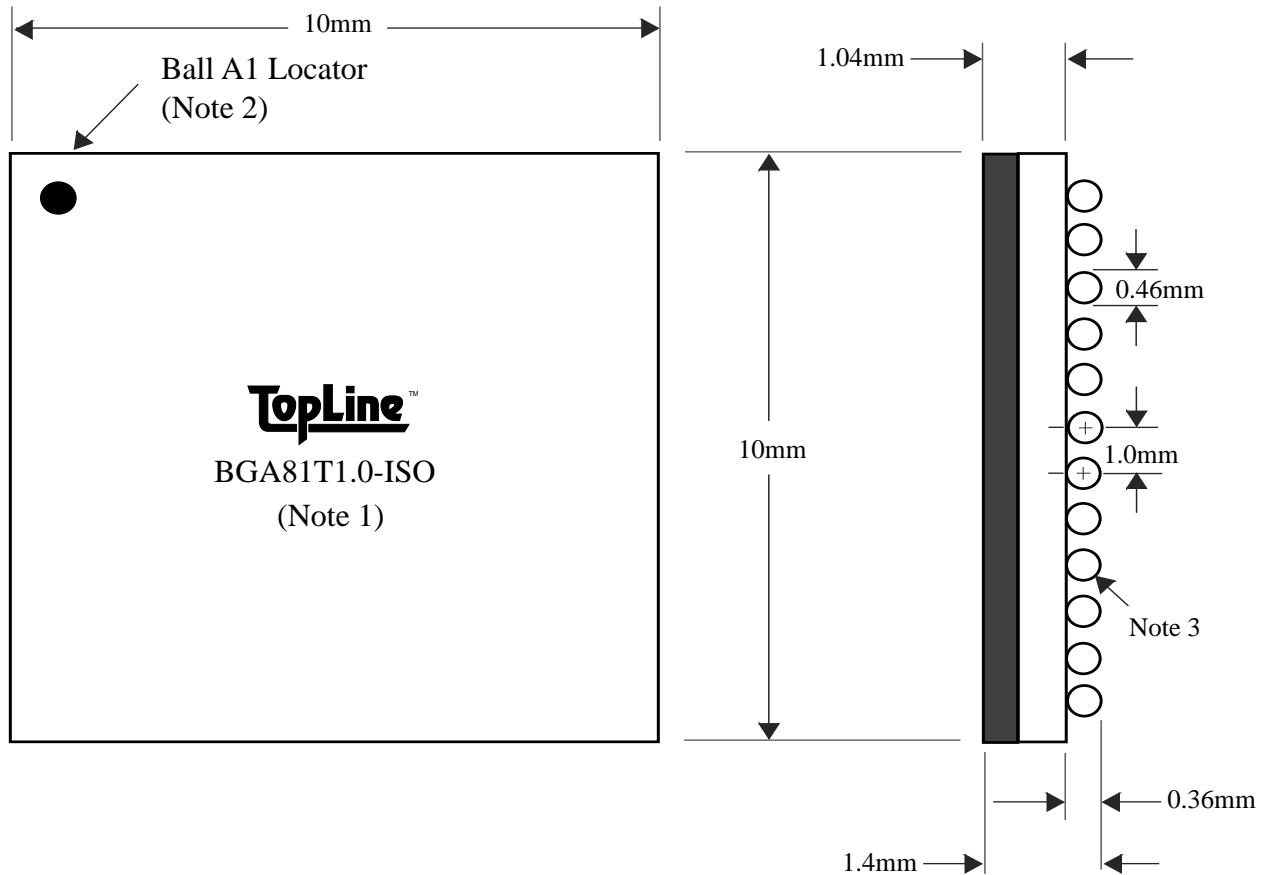 10mm
Ball A1 Locator
(Note 2)
1.04mm
0.46mm
TopLine™
BGA81T1.0-ISO
(Note 1)
10mm
1.0mm
Note 3
0.36mm
1.4mm